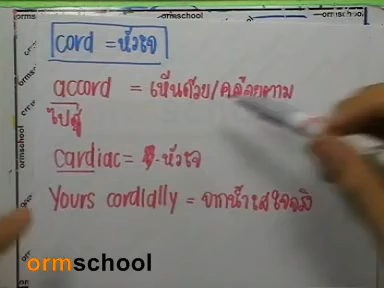 ormschool
cord = หัวใจ
accord = เห็นด้วย/คล้อยตาม
ไปสู่
cardiac = หัวใจ
Yours cordially = จากน้ำใสใจจริง
ormschool